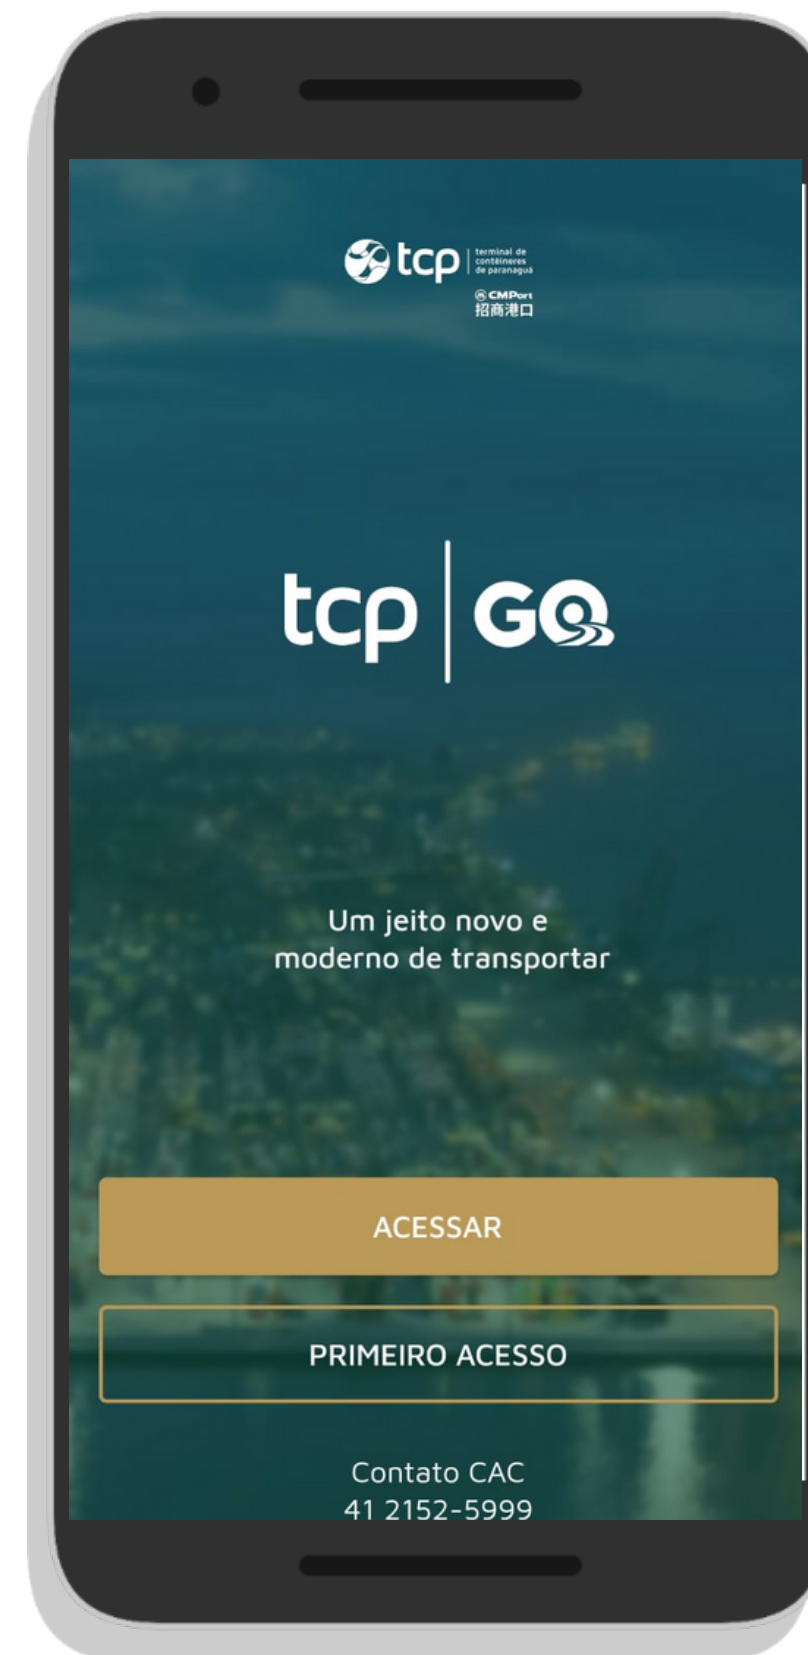 tcp
terminal de
contêineres
de paranaguá
CMPort
招商港口
tcp GO
Um jeito novo e
moderno de transportar
ACESSAR
PRIMEIRO ACESSO
Contato CAC
41 2152-5999